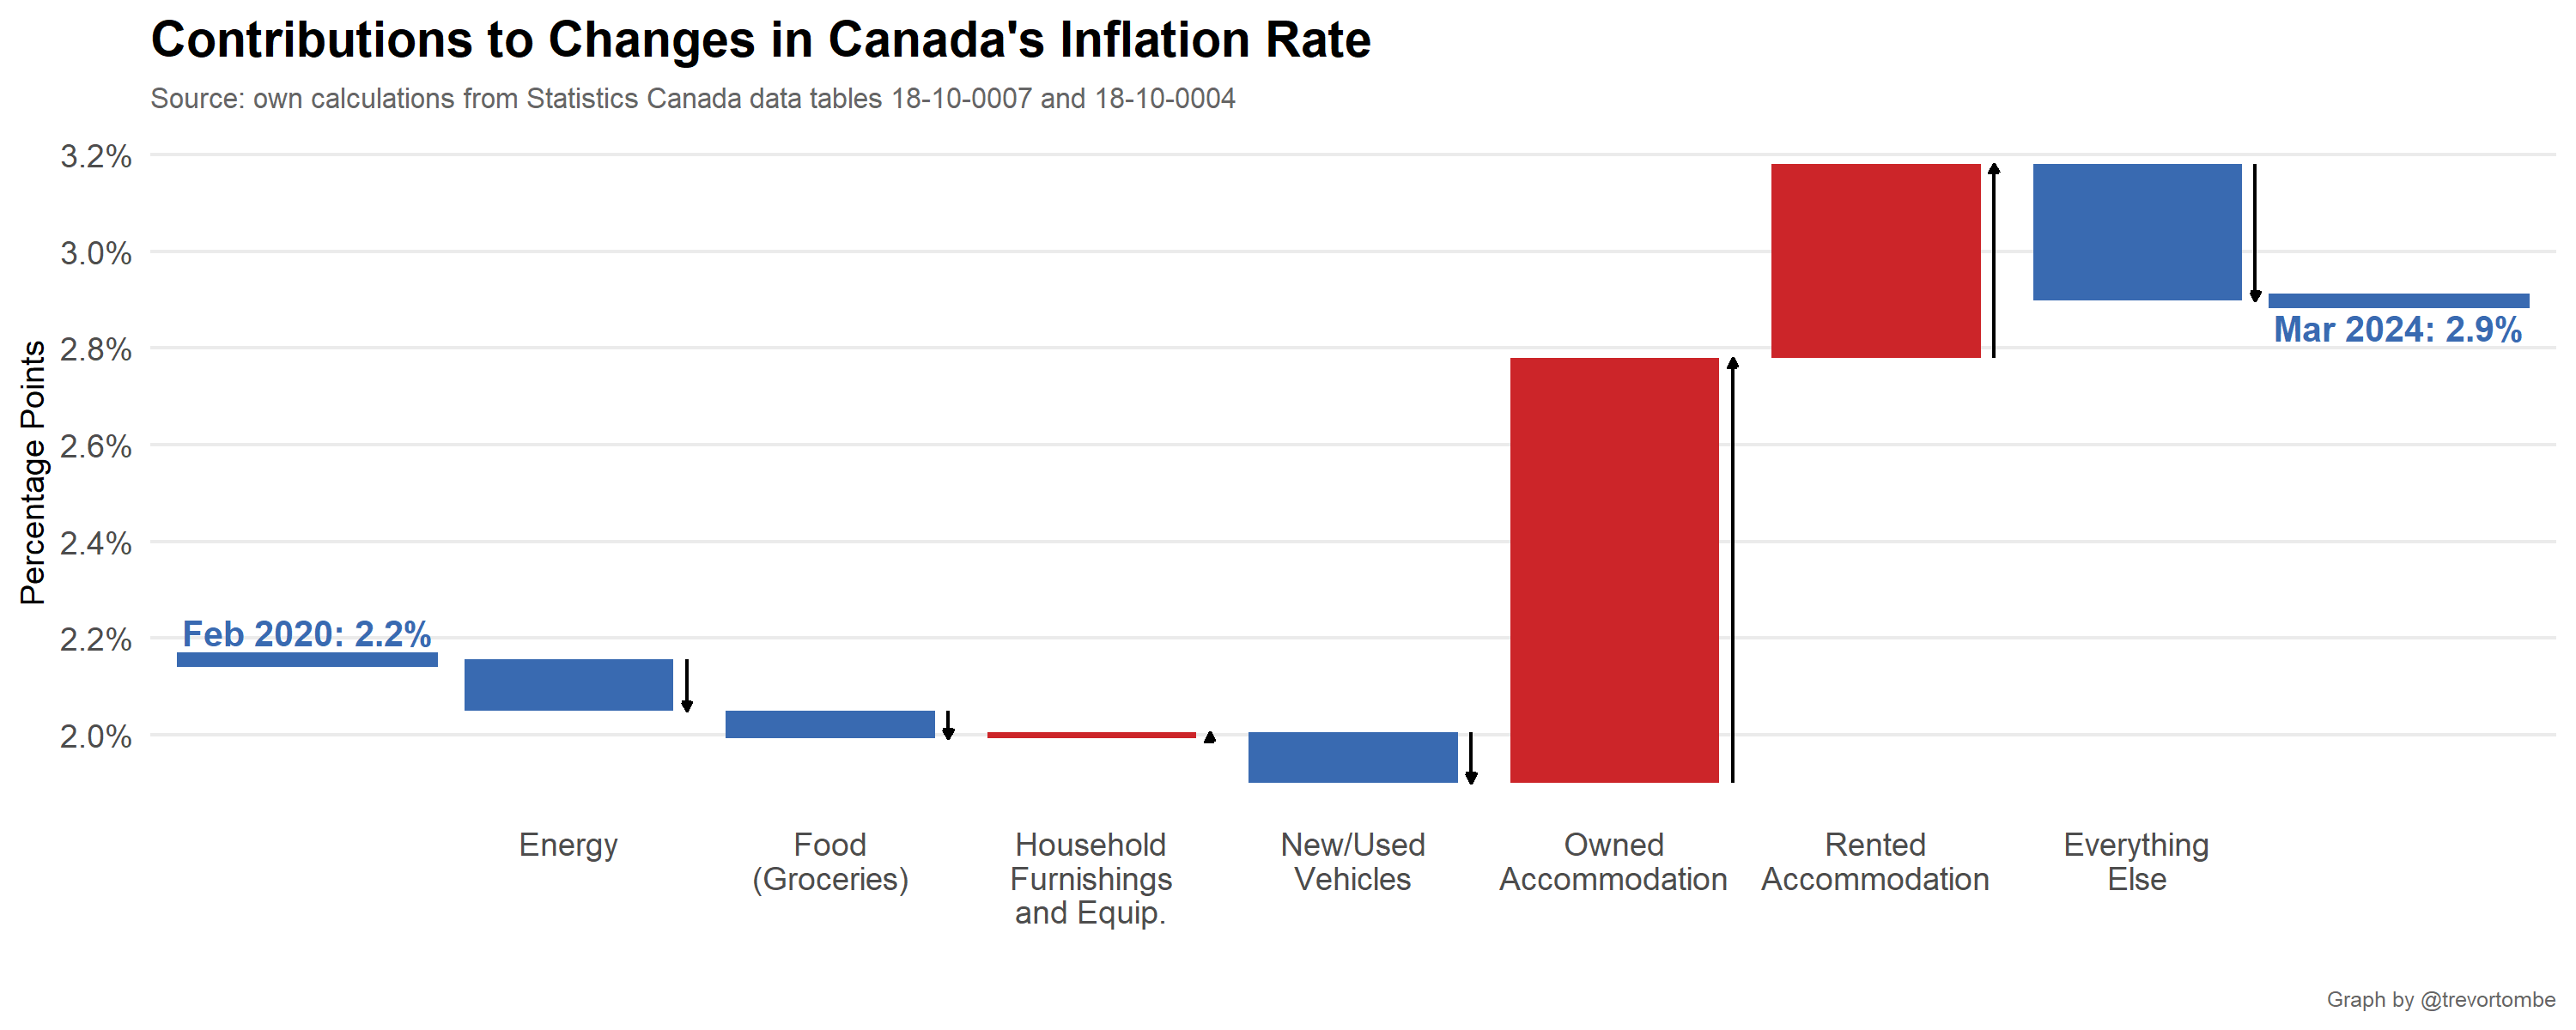 Contributions to Changes in Canada's Inflation Rate
Source: own calculations from Statistics Canada data tables 18-10-0007 and 18-10-0004
Percentage Points
3.2%
3.0%
2.8%
2.6%
2.4%
2.2%
2.0%
Feb 2020: 2.2%
Mar 2024: 2.9%
Energy
Food
(Groceries)
Household
Furnishings
and Equip.
New/Used
Vehicles
Owned
Accommodation
Rented
Accommodation
Everything
Else
Graph by @trevortombe